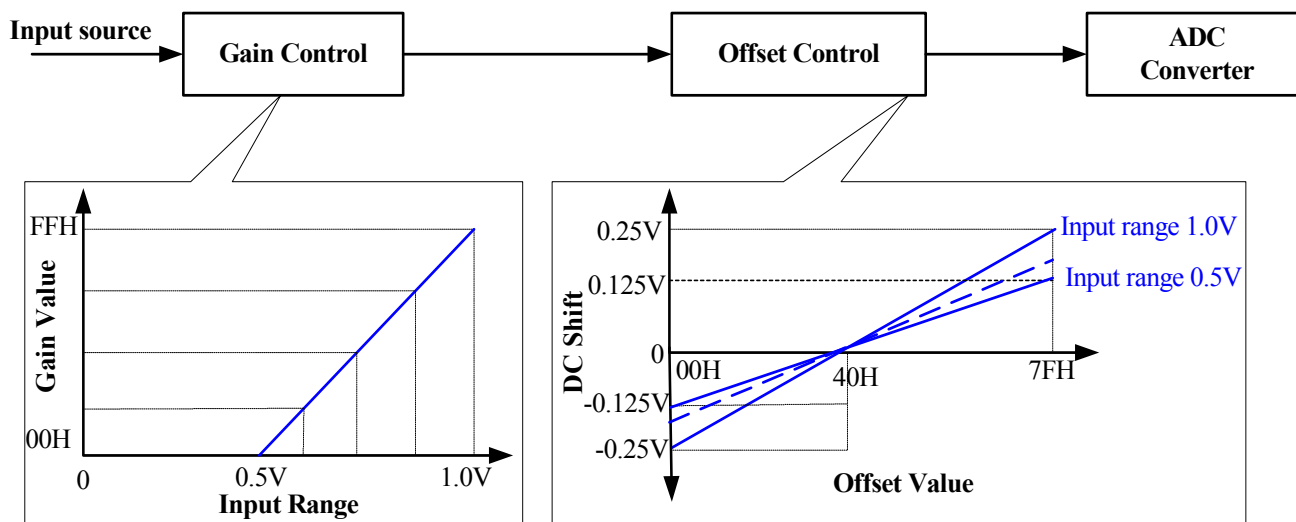 Input source
Gain Control
Offset Control
ADC
Converter
FFH
Gain Value
00H
0
0.5V
1.0V
Input Range
0.25V
Input range 1.0V
0.125V
Input range 0.5V
DC Shift
0
00H
40H
7FH
-0.125V
-0.25V
Offset Value